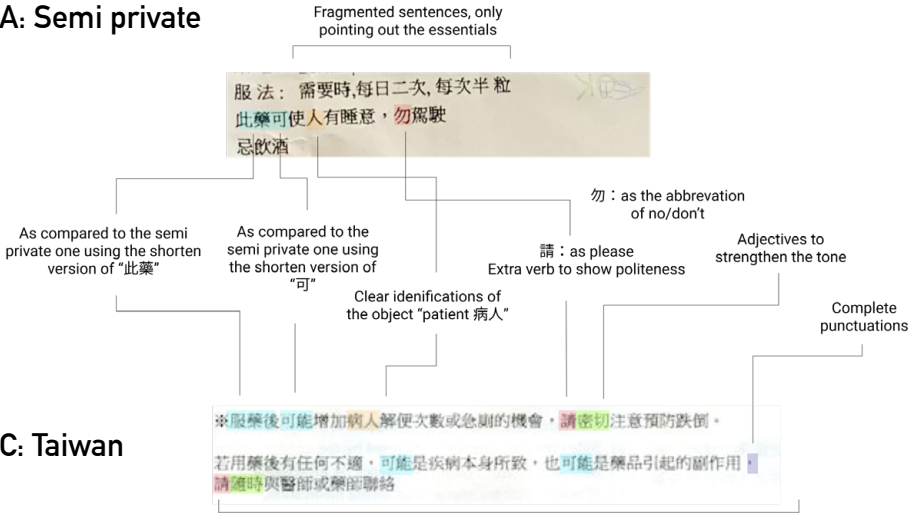 A: Semi private
Fragmented sentences, only
pointing out the essentials
服法: 需要時,每日二次, 每次半粒
此藥可使人有睡意,勿駕駛
忌飲酒
As compared to the semi
private one using the shorten
version of “此藥”
As compared to the
semi private one using
the shorten version of
“可”
Clear idenifications of
the object “patient 病人”
勿:as the abbrevation
of no/don’t
請:as please
Extra verb to show politeness
Adjectives to
strengthen the tone
Complete
punctuations
C: Taiwan
※服藥後可能增加病人解便次數或急劇的機會,請密切注意預防跌倒。
若用藥後有任何不適,可能是疾病本身所致,也可能是藥品引起的副作用,
請隨時與醫師或藥師聯絡